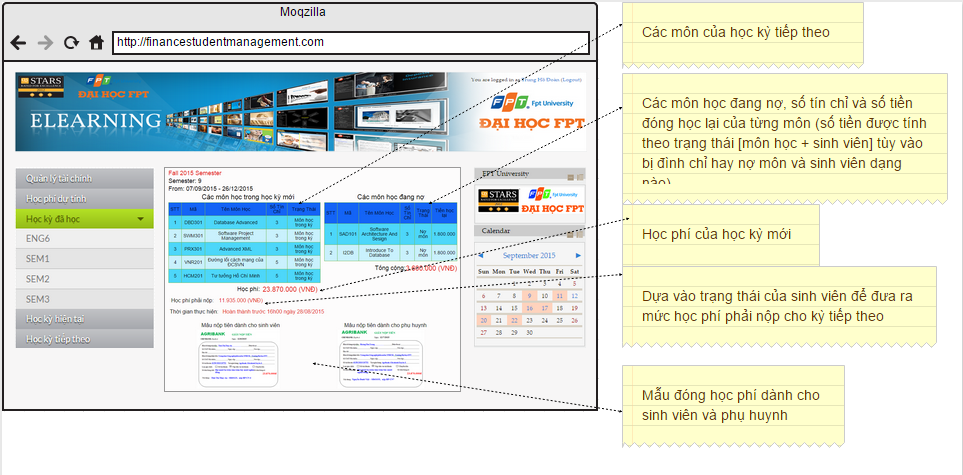 Moqzilla
http://financestudentmanagement.com
STARS
FPT
ĐẠI HỌC FPT
ELEARNING
You are logged in as Trang Hồ Đoàn (Logout)
FPT. Fpt University
ĐẠI HỌC FPT
Quản lý tài chính
Học phí dự tính
Học kỳ đã học
ENG6
SEM1
SEM2
SEM3
Học kỳ hiện tại
Học kỳ tiếp theo
Fall 2015 Semester
Semester: 9
From: 07/09/2015 - 26/12/2015
Các môn học trong học kỳ mới
STT Mã Tên Môn Học Số Tín Chỉ Trạng Thái
1 DBD301 Database Advanced 3 Môn học trong kỳ
2 SWM301 Software Project Management 3 Môn học trong kỳ
3 PRX301 Advanced XML 3 Môn học trong kỳ
4 VNR201 Đường lối cách mạng của ĐCSVN 3 Môn học trong kỳ
5 HCM201 Tư tưởng Hồ Chí Minh 5 Môn học trong kỳ
Các môn học đang nợ
STT Mã Tên Môn Học Số Tín Chỉ Trạng Thái Tiền học lại
1 SAD101 Software Architecture And Design 3 Nợ môn 1.800.000
2 I2DB Introduce To Database 3 Nợ môn 1.800.000
Tổng cộng:
Học phí: 23.870.000 (VNĐ)
Học phí phải nộp: 11 935.000 (VNĐ)
Thời gian thực hiện: Hoàn thành trước 16h00 ngày 28/08/2015
Mẫu nộp tiền dành cho sinh viên
AGRIBANK
Mẫu nộp tiền dành cho phụ huynh
AGRIBANK
FPT University
STARS
FPT Fpt University
ĐẠI HỌC FPT
Calendar
September 2015
Sun Mon Tue Wed Thu Fri Sat
1 2 3 4 5
6 7 8 9 10 11 12
13 14 15 16 17 18 19
20 21 22 23 24 25 26
27 28 29 30
Các môn của học kỳ tiếp theo
Các môn học đang nợ, số tín chỉ và số tiền
đóng học lại của từng môn (số tiền được tính
theo trạng thái [môn học + sinh viên] tùy vào
bị đình chỉ hay nợ môn và sinh viên dạng
nào)
Học phí của học kỳ mới
Dựa vào trạng thái của sinh viên để đưa ra
mức học phí phải nộp cho kỳ tiếp theo
Mẫu đóng học phí dành cho
sinh viên và phụ huynh